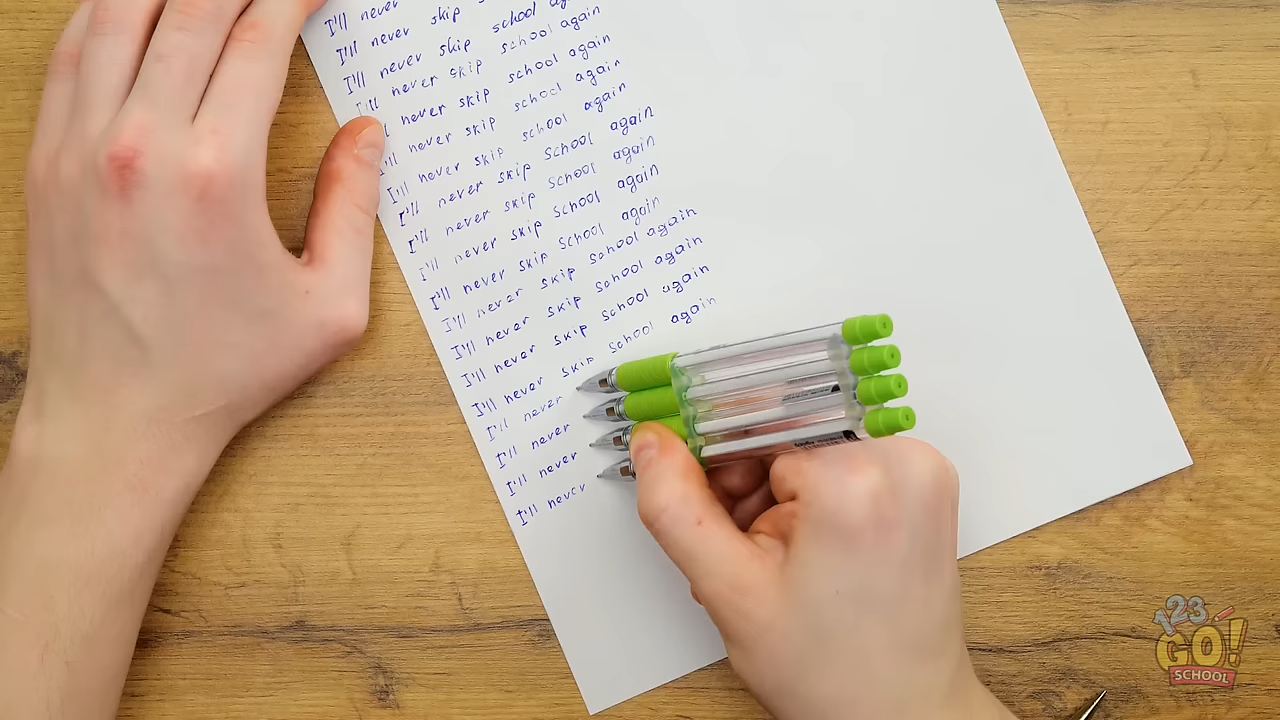 I'll never
I'll never skip s
I'll never skip school ag
I'll never skip school again
l never skip school again
'll never skip school again
I'll never skip school again
I'll never skip school again
I'll never skip school again
I'll never skip school again
I'll never skip school again
I'll never skip school again
I'll never skip school again
I'll never skip school again
I'll never skip school again
I'll never
I'll never
I'll never
I'll never
123
GO!
SCHOOL